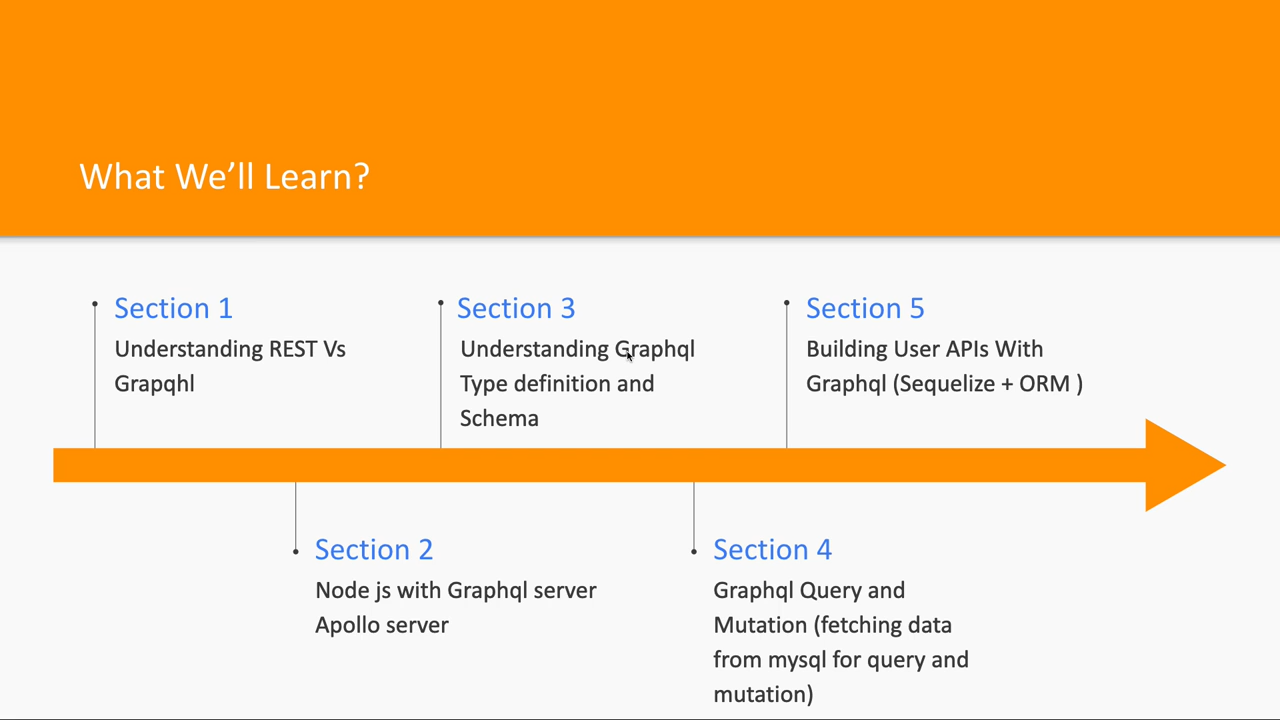 What We’ll Learn?
Section 1
Understanding REST Vs
Grapqhl
Section 3
Understanding Graphql
Type definition and
Schema
Section 5
Building User APIs With
Graphql (Sequelize + ORM )
Section 2
Node js with Graphql server
Apollo server
Section 4
Graphql Query and
Mutation (fetching data
from mysql for query and
mutation)